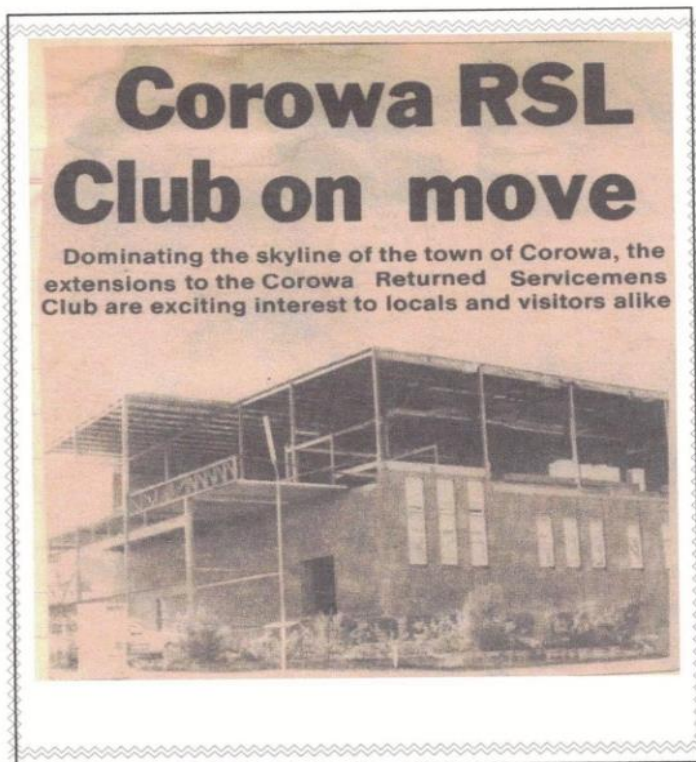 Corowa RSL
Club on move
Dominating the skyline of the town of Corowa, the
extensions to the Corowa Returned Servicemens
Club are exciting interest to locals and visitors alike